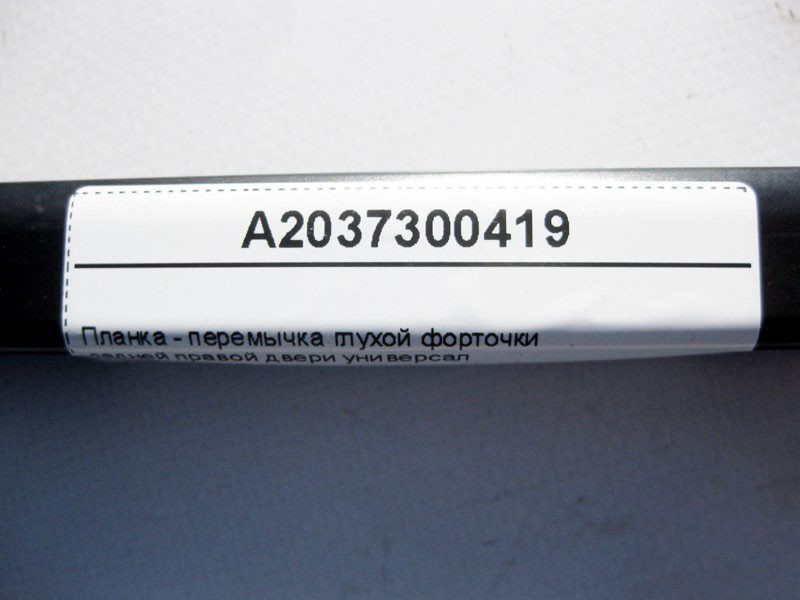 A2037300419
Планка - перемычка глухой форточки
задней правой двери универсал